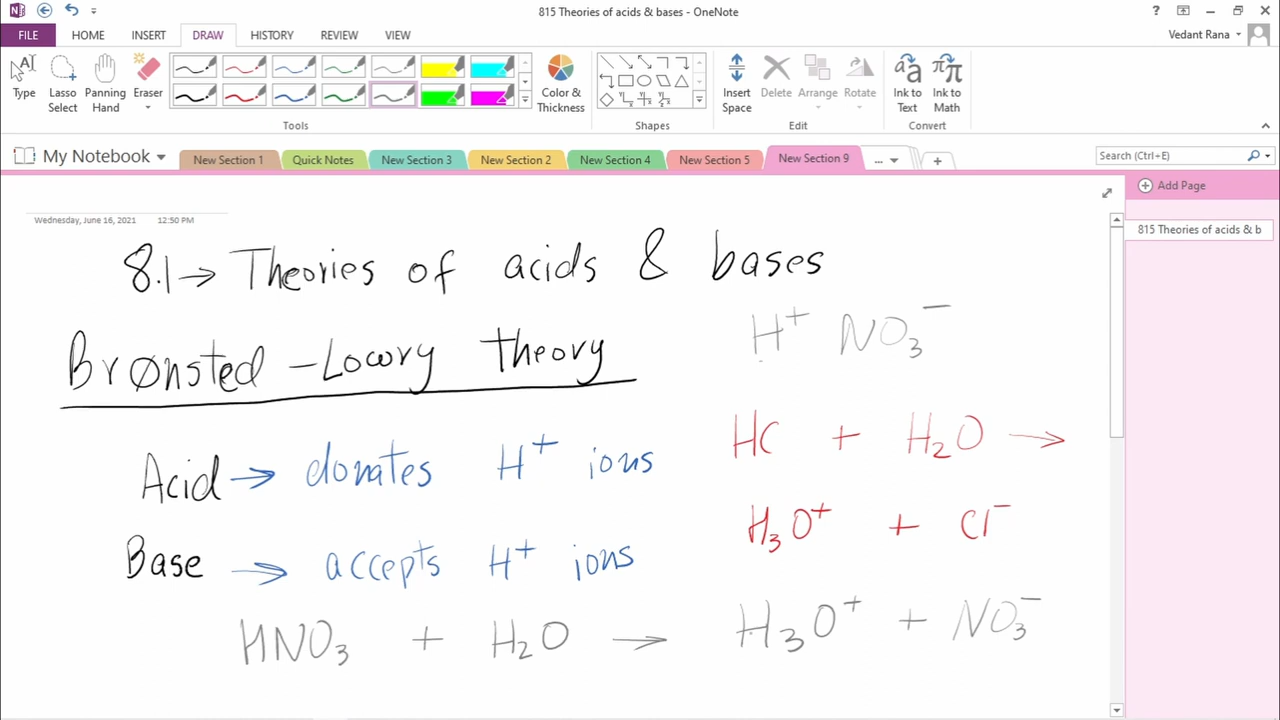 815 Theories of acids & bases - OneNote
FILE HOME INSERT DRAW HISTORY REVIEW VIEW
Vedant Rana
Type
Lasso Select
Panning Hand
Eraser
Color & Thickness
Insert Space
Delete
Arrange
Rotate
Ink to Text
Ink to Math
Tools Shapes Edit Convert
My Notebook New Section 1 Quick Notes New Section 3 New Section 2 New Section 4 New Section 5 New Section 9 ... Search (Ctrl+E)
Add Page
815 Theories of acids & b
Wednesday, June 16, 2021 12:50 PM
8.1 → Theories of acids & bases
H⁺ NO₃⁻
Brønsted - Lowry theory
HC + H₂O →
Acid → donates H⁺ ions
H₃O⁺ + Cl⁻
Base → accepts H⁺ ions
HNO₃ + H₂O → H₃O⁺ + NO₃⁻